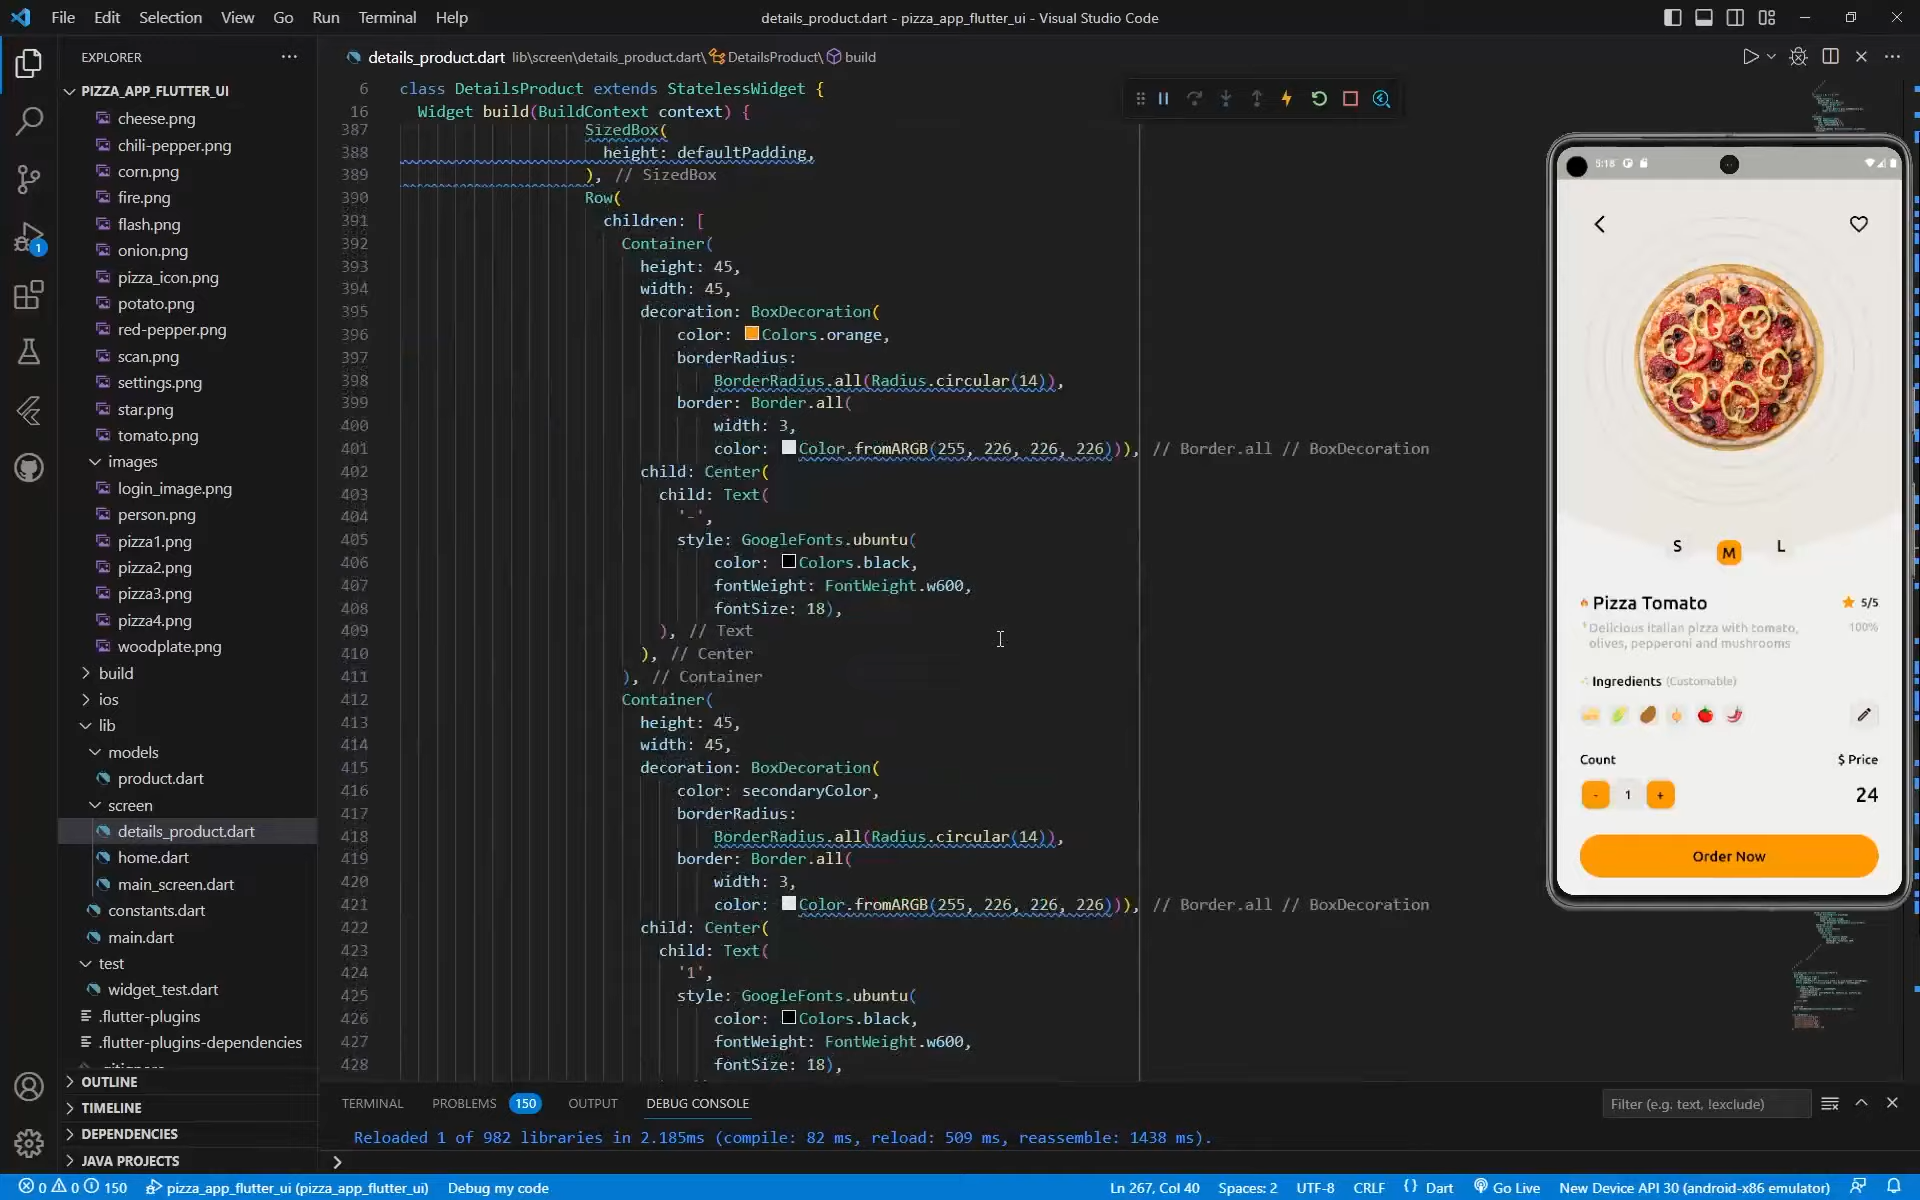 File Edit Selection View Go Run Terminal Help
details_product.dart - pizza_app_flutter_ui - Visual Studio Code
EXPLORER
PIZZA_APP_FLUTTER_UI
cheese.png
chili-pepper.png
corn.png
fire.png
flash.png
onion.png
pizza_icon.png
potato.png
red-pepper.png
scan.png
settings.png
star.png
tomato.png
images
login_image.png
person.png
pizza1.png
pizza2.png
pizza3.png
pizza4.png
woodplate.png
build
ios
lib
models
product.dart
screen
details_product.dart
home.dart
main_screen.dart
constants.dart
main.dart
test
widget_test.dart
.flutter-plugins
.flutter-plugins-dependencies
OUTLINE
TIMELINE
DEPENDENCIES
JAVA PROJECTS
1
details_product.dart lib\screen\details_product.dart\ DetailsProduct\ build
6 class DetailsProduct extends StatelessWidget {
16 Widget build(BuildContext context) {
387 SizedBox(
388 height: defaultPadding,
389 ), // SizedBox
390 Row(
391 children: [
392 Container(
393 height: 45,
394 width: 45,
395 decoration: BoxDecoration(
396 color: Colors.orange,
397 borderRadius:
398 BorderRadius.all(Radius.circular(14)),
399 border: Border.all(
400 width: 3,
401 color: Color.fromARGB(255, 226, 226, 226))), // Border.all // BoxDecoration
402 child: Center(
403 child: Text(
404 '-',
405 style: GoogleFonts.ubuntu(
406 color: Colors.black,
407 fontWeight: FontWeight.w600,
408 fontSize: 18),
409 ), // Text
410 ), // Center
411 ), // Container
412 Container(
413 height: 45,
414 width: 45,
415 decoration: BoxDecoration(
416 color: secondaryColor,
417 borderRadius:
418 BorderRadius.all(Radius.circular(14)),
419 border: Border.all(
420 width: 3,
421 color: Color.fromARGB(255, 226, 226, 226))), // Border.all // BoxDecoration
422 child: Center(
423 child: Text(
424 '1',
425 style: GoogleFonts.ubuntu(
426 color: Colors.black,
427 fontWeight: FontWeight.w600,
428 fontSize: 18),
5:18
S M L
Pizza Tomato 5/5
Delicious italian pizza with tomato, 100%
olives, pepperoni and mushrooms
Ingredients (Customable)
Count $ Price
- 1 + 24
Order Now
TERMINAL PROBLEMS 150 OUTPUT DEBUG CONSOLE
Filter (e.g. text, !exclude)
Reloaded 1 of 982 libraries in 2.185ms (compile: 82 ms, reload: 509 ms, reassemble: 1438 ms).
0 0 150 pizza_app_flutter_ui (pizza_app_flutter_ui) Debug my code Ln 267, Col 40 Spaces: 2 UTF-8 CRLF {} Dart Go Live New Device API 30 (android-x86 emulator)